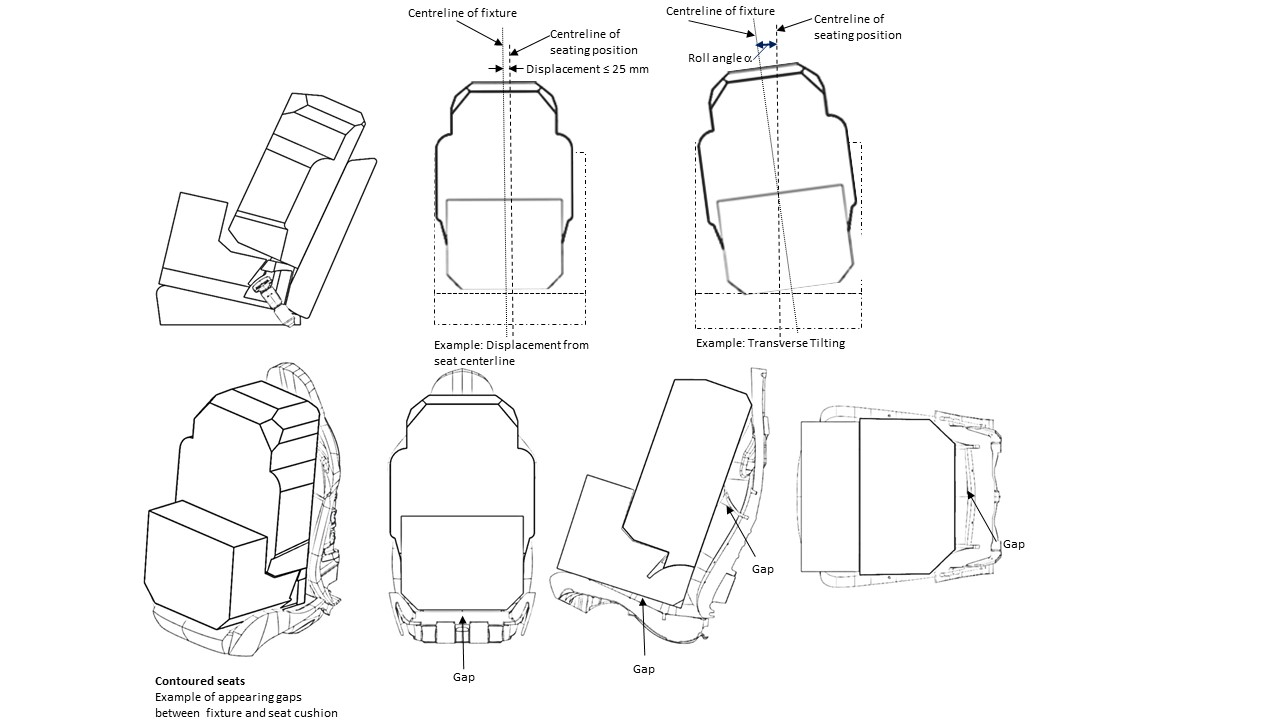 Centreline of fixture
Centreline of
seating position
Displacement ≤ 25 mm
Centreline of fixture
Centreline of
seating position
Roll angle α
Example: Displacement from
seat centerline
Example: Transverse Tilting
Gap
Gap
Gap
Gap
Contoured seats
Example of appearing gaps
between fixture and seat cushion